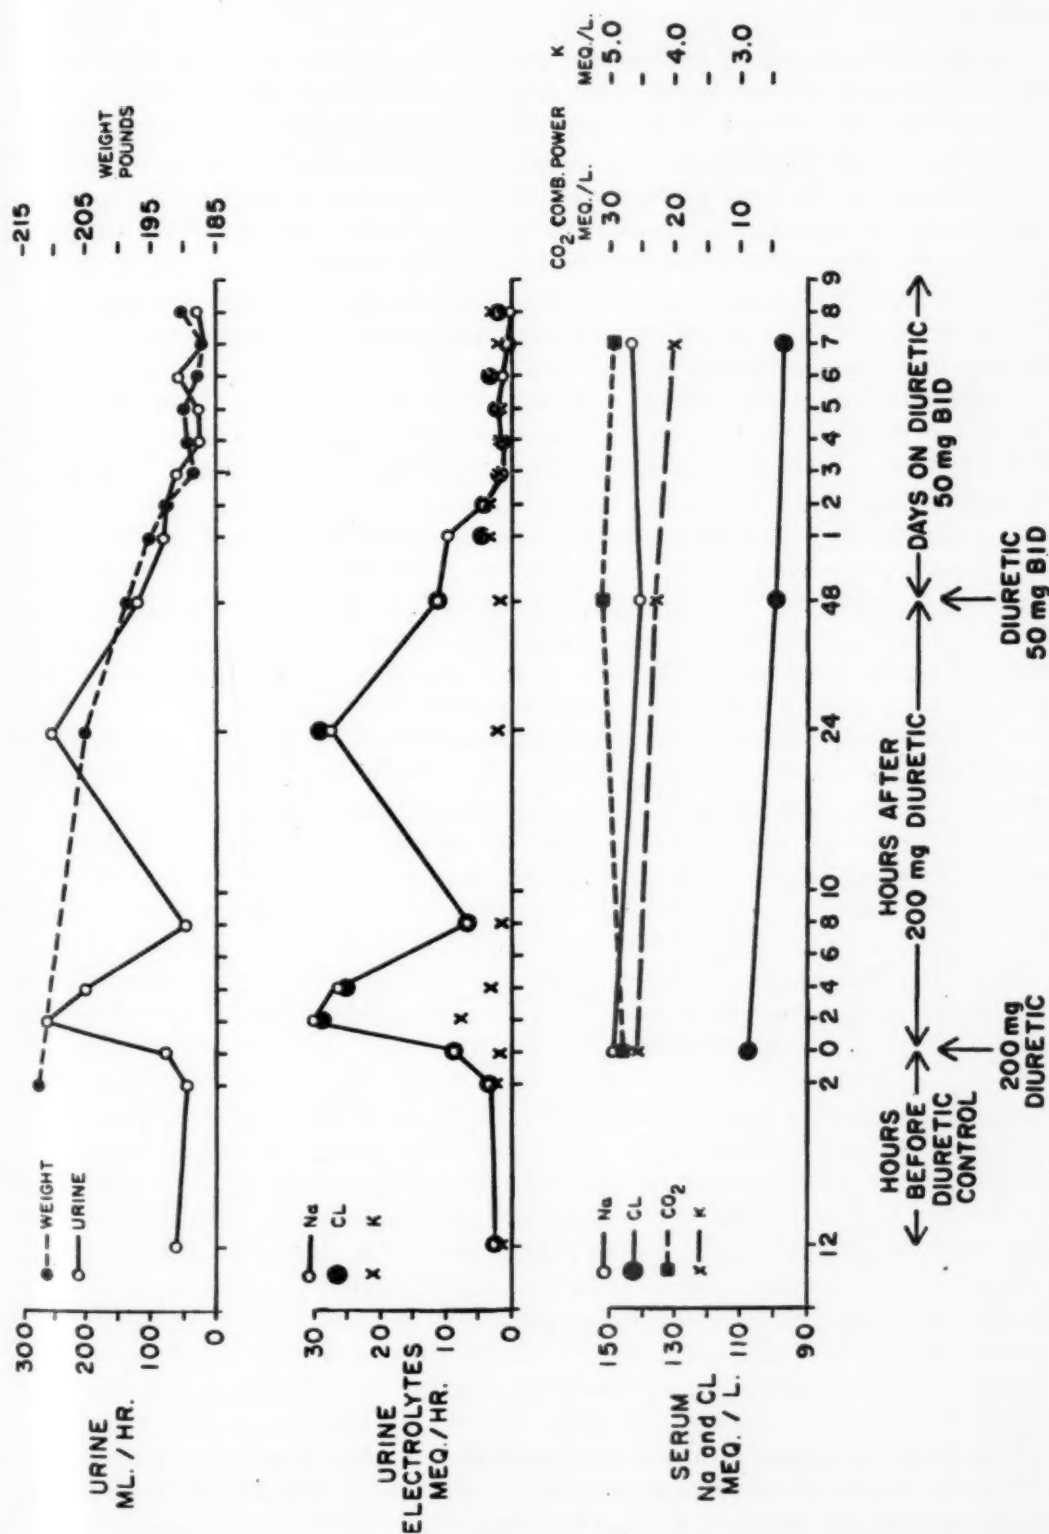 URINE
ML. / HR.
300
200
100
0
WEIGHT
URINE
-215
-
-205
-
-195
-
-185
WEIGHT
POUNDS
URINE
ELECTROLYTES
MEQ./HR.
30
20
10
0
Na
CL
X K
SERUM
Na and CL
MEQ. / L.
150
130
110
90
Na
CL
CO2
X K
CO2 COMB. POWER
MEQ./L.
- 30
-
- 20
-
- 10
-
K
MEQ./L.
- 5.0
-
- 4.0
-
- 3.0
-
12 2 0 2 4 6 8 10 24 48 1 2 3 4 5 6 7 8 9
HOURS
BEFORE
DIURETIC
CONTROL
HOURS AFTER
200 mg DIURETIC
DAYS ON DIURETIC
50 mg BID
200mg
DIURETIC
DIURETIC
50 mg BID